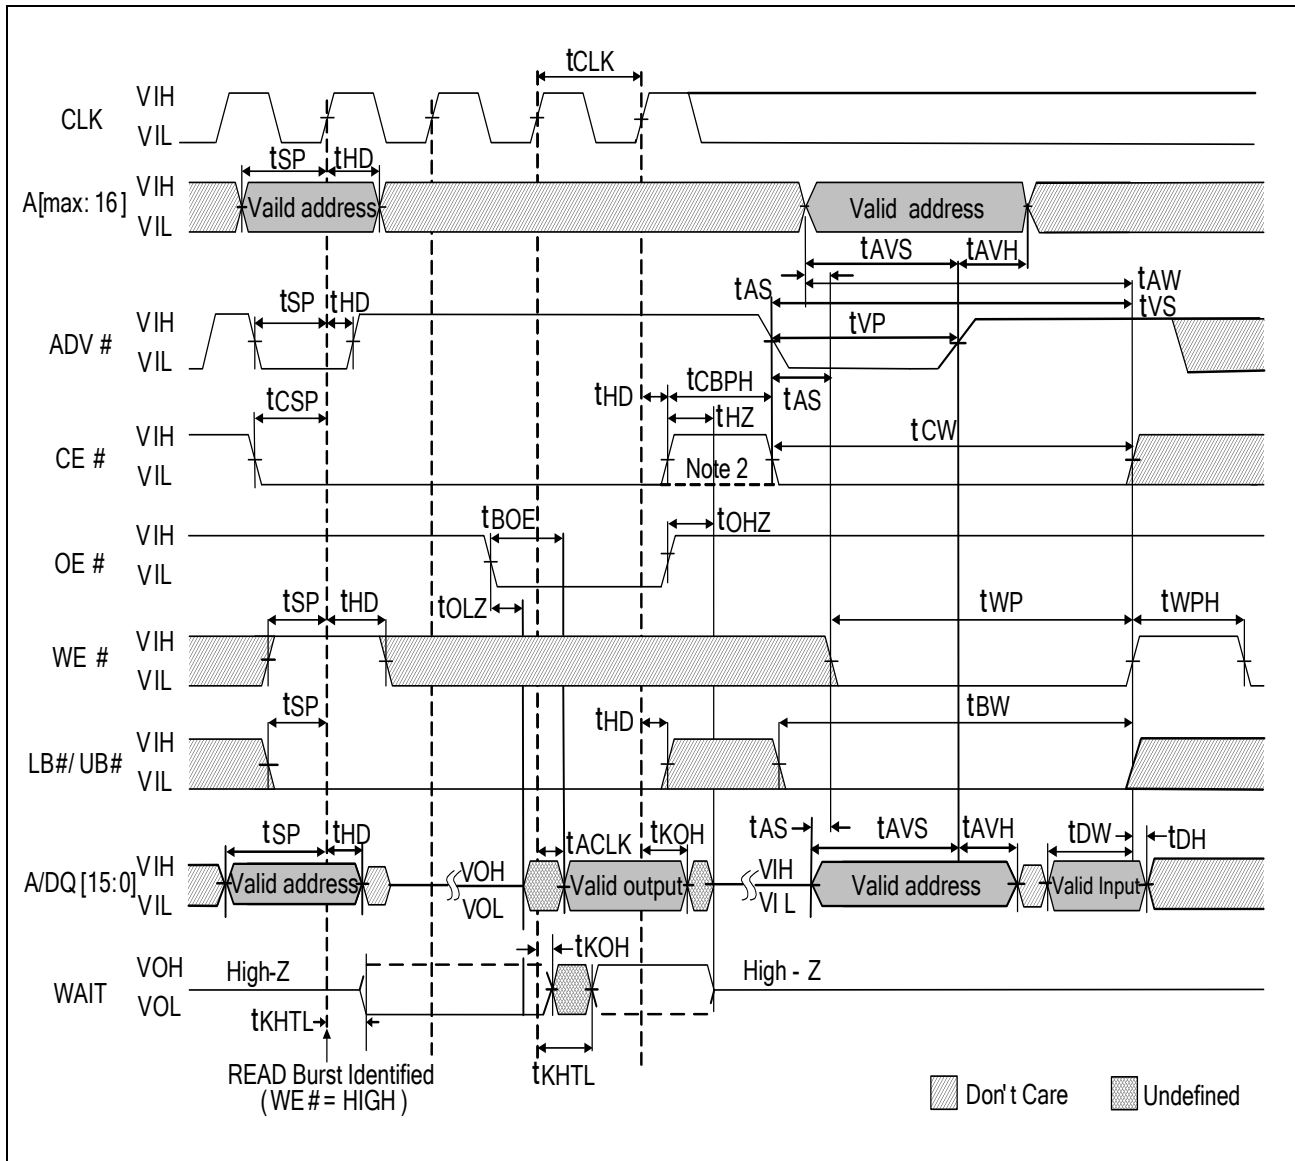 tCLK
CLK VIH
VIL
tSP tHD
A[max: 16] VIH
VIL
Vaild address
Valid address
tAVS tAVH
tAW
tAS
tVS
tSP tHD
ADV # VIH
VIL
tVP
tAS
tHD tCBPH
tHZ
tCSP
CE # VIH
VIL
Note 2
tCW
tBOE
tOHZ
OE # VIH
VIL
tOLZ
tSP tHD
tWP tWPH
WE # VIH
VIL
tSP
tHD
tBW
LB#/ UB# VIH
VIL
tSP tHD
tACLK tKOH
tAS tAVS tAVH
tDW tDH
A/DQ [15:0] VIH
VIL
Valid address
VOH
VOL
Valid output
VIH
VIL
Valid address
Valid Input
tKOH
WAIT VOH
VOL
High-Z
High - Z
tKHTL
tKHTL
READ Burst Identified
(WE# = HIGH )
Don't Care
Undefined